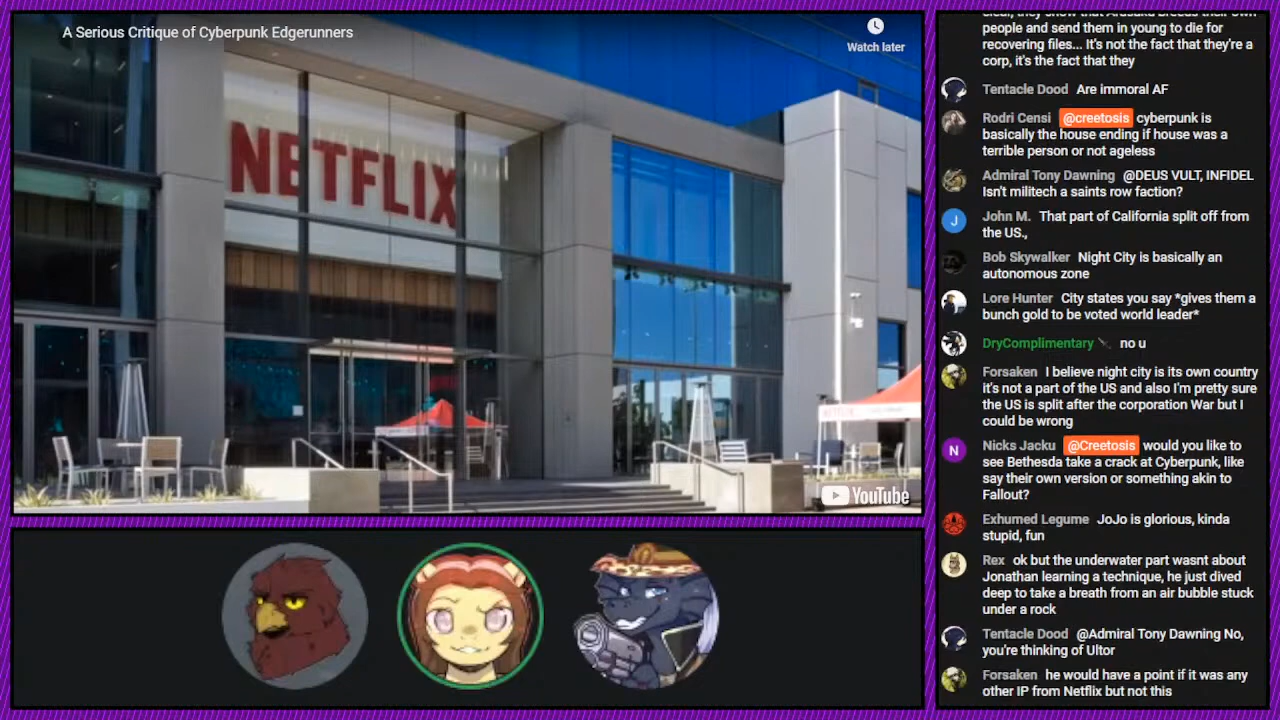 A Serious Critique of Cyberpunk Edgerunners
Watch later
NETFLIX
NETFLIX
YouTube
people and send them in young to die for
recovering files... It's not the fact that they're a
corp, it's the fact that they
Tentacle Dood Are immoral AF
Rodri Censi @creetosis cyberpunk is
basically the house ending if house was a
terrible person or not ageless
Admiral Tony Dawning @DEUS VULT, INFIDEL
Isn't militech a saints row faction?
J
John M. That part of California split off from
the US.,
Bob Skywalker Night City is basically an
autonomous zone
Lore Hunter City states you say *gives them a
bunch gold to be voted world leader*
DryComplimentary no u
Forsaken I believe night city is its own country
it's not a part of the US and also I'm pretty sure
the US is split after the corporation War but I
could be wrong
N
Nicks Jacku @Creetosis would you like to
see Bethesda take a crack at Cyberpunk, like
say their own version or something akin to
Fallout?
Exhumed Legume JoJo is glorious, kinda
stupid, fun
Rex ok but the underwater part wasnt about
Jonathan learning a technique, he just dived
deep to take a breath from an air bubble stuck
under a rock
Tentacle Dood @Admiral Tony Dawning No,
you're thinking of Ultor
Forsaken he would have a point if it was any
other IP from Netflix but not this